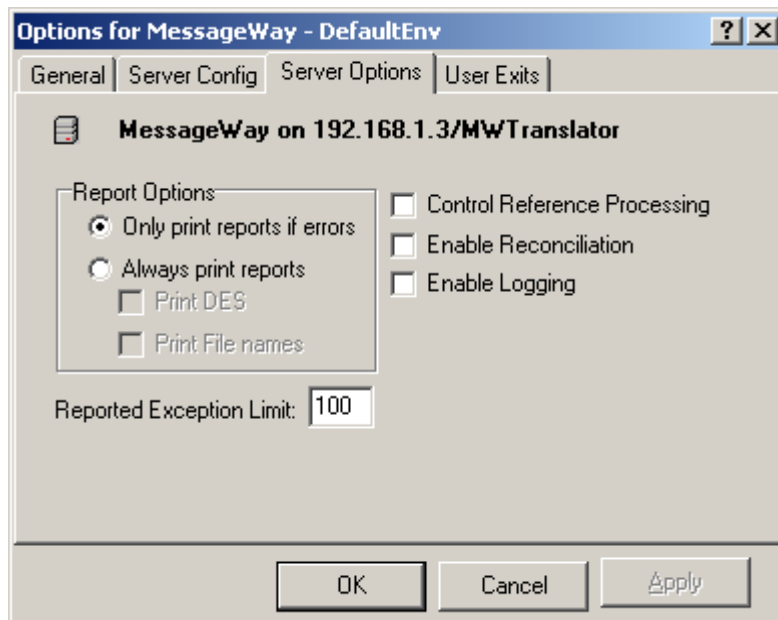 Options for MessageWay - DefaultEnv
General Server Config Server Options User Exits
MessageWay on 192.168.1.3/MWTranslator
Report Options
Only print reports if errors
Always print reports
Print DES
Print File names
Control Reference Processing
Enable Reconciliation
Enable Logging
Reported Exception Limit: 100
OK Cancel Apply